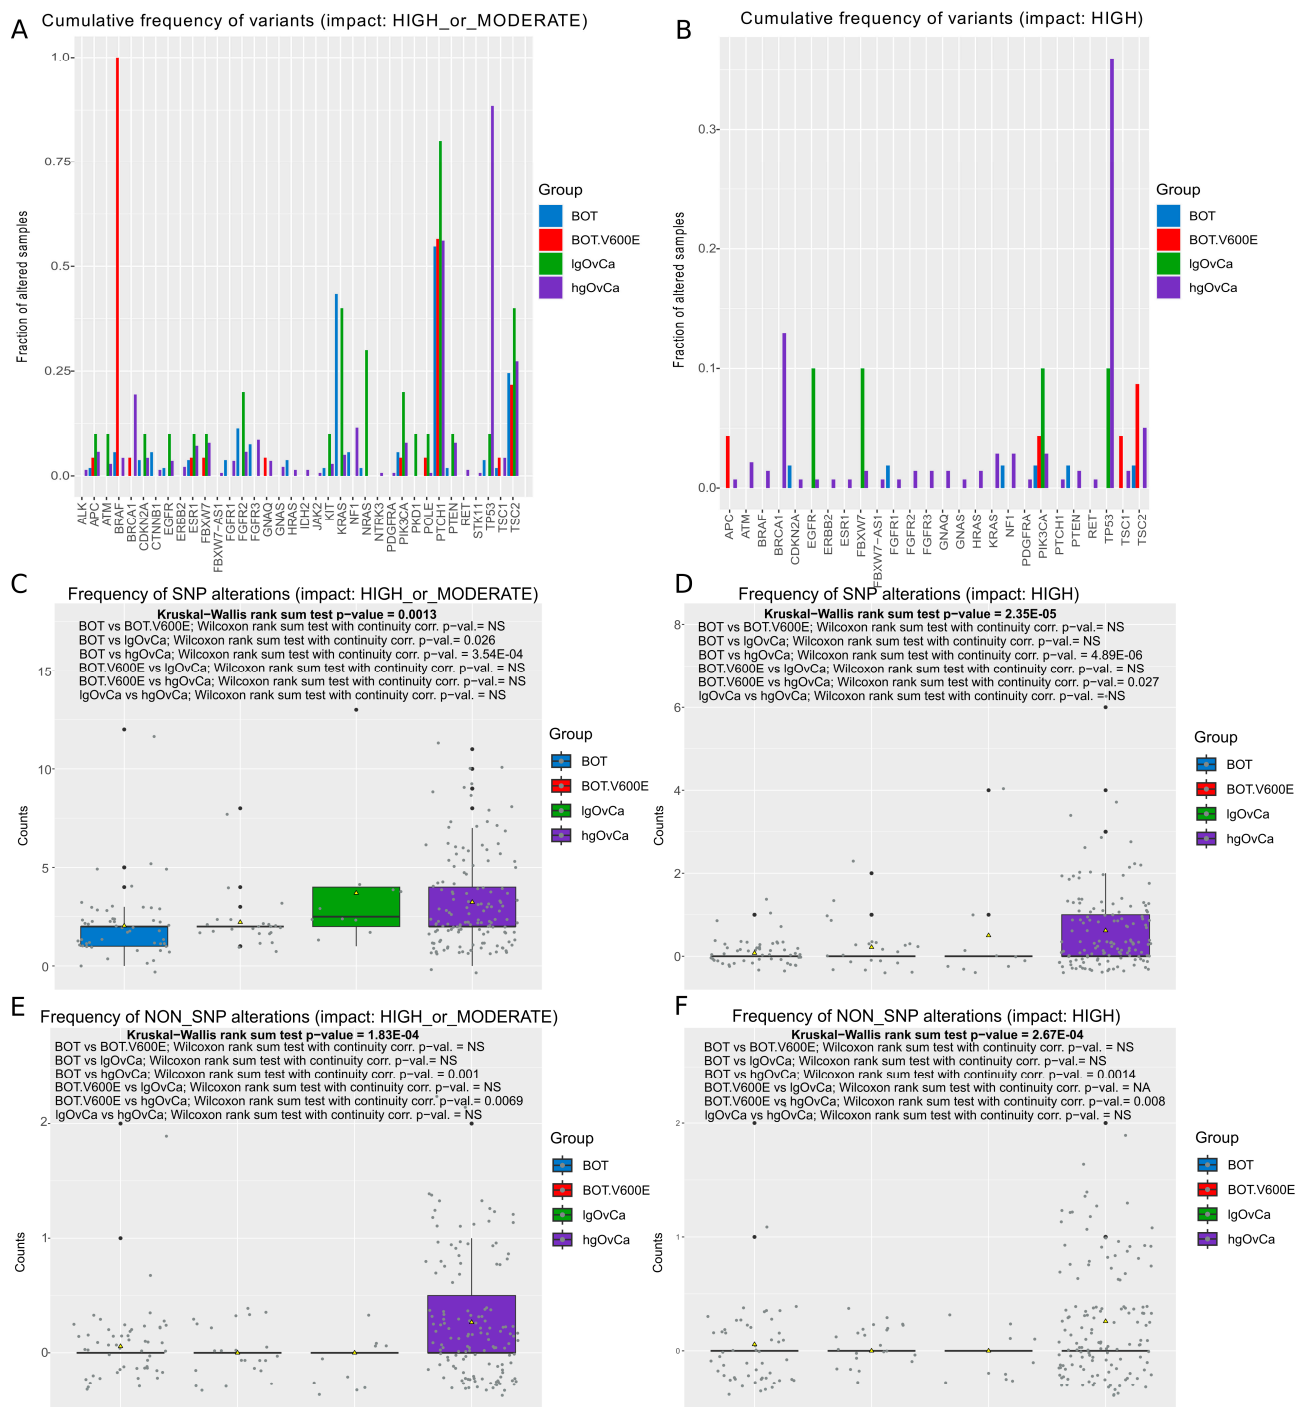 A
Cumulative frequency of variants (impact: HIGH_or_MODERATE)
Fraction of altered samples
1.0
0.75
0.5
0.25
0.0
ALK
APC
ATM
BRAF
BRCA1
CDKN2A
CTNNB1
EGFR
ERBB2
ESR1
FBXW7
FBXW7-AS1
FGFR1
FGFR2
FGFR3
GNAQ
GNAS
HRAS
IDH2
JAK2
KIT
KRAS
NF1
NRAS
NTRK3
PDGFRA
PIK3CA
PKD1
POLE
PTCH1
PTEN
RET
STK11
TP53
TSC1
TSC2
Group
BOT
BOT.V600E
lgOvCa
hgOvCa
B
Cumulative frequency of variants (impact: HIGH)
Fraction of altered samples
0.3
0.2
0.1
0.0
APC
ATM
BRAF
BRCA1
CDKN2A
EGFR
ERBB2
ESR1
FBXW7
FBXW7-AS1
FGFR1
FGFR2
FGFR3
GNAQ
GNAS
HRAS
KRAS
NF1
PDGFRA
PIK3CA
PTCH1
PTEN
RET
TP53
TSC1
TSC2
Group
BOT
BOT.V600E
lgOvCa
hgOvCa
C
Frequency of SNP alterations (impact: HIGH_or_MODERATE)
Kruskal−Wallis rank sum test p−value = 0.0013
BOT vs BOT.V600E; Wilcoxon rank sum test with continuity corr. p−val.= NS
BOT vs lgOvCa; Wilcoxon rank sum test with continuity corr. p−val.= 0.026
BOT vs hgOvCa; Wilcoxon rank sum test with continuity corr. p−val. = 3.54E−04
BOT.V600E vs lgOvCa; Wilcoxon rank sum test with continuity corr. p−val. = NS
BOT.V600E vs hgOvCa; Wilcoxon rank sum test with continuity corr. p−val.= NS
lgOvCa vs hgOvCa; Wilcoxon rank sum test with continuity corr. p−val. = NS
Counts
15
10
5
0
Group
BOT
BOT.V600E
lgOvCa
hgOvCa
D
Frequency of SNP alterations (impact: HIGH)
Kruskal−Wallis rank sum test p−value = 2.35E−05
BOT vs BOT.V600E; Wilcoxon rank sum test with continuity corr. p−val.= NS
BOT vs lgOvCa; Wilcoxon rank sum test with continuity corr. p−val.= NS
BOT vs hgOvCa; Wilcoxon rank sum test with continuity corr. p−val. = 4.89E−06
BOT.V600E vs lgOvCa; Wilcoxon rank sum test with continuity corr. p−val. = NS
BOT.V600E vs hgOvCa; Wilcoxon rank sum test with continuity corr. p−val.= 0.027
lgOvCa vs hgOvCa; Wilcoxon rank sum test with continuity corr. p−val. = NS
Counts
8
6
4
2
0
Group
BOT
BOT.V600E
lgOvCa
hgOvCa
E
Frequency of NON_SNP alterations (impact: HIGH_or_MODERATE)
Kruskal−Wallis rank sum test p−value = 1.83E−04
BOT vs BOT.V600E; Wilcoxon rank sum test with continuity corr. p−val. = NS
BOT vs lgOvCa; Wilcoxon rank sum test with continuity corr. p−val.= NS
BOT vs hgOvCa; Wilcoxon rank sum test with continuity corr. p−val. = 0.001
BOT.V600E vs lgOvCa; Wilcoxon rank sum test with continuity corr. p−val. = NS
BOT.V600E vs hgOvCa; Wilcoxon rank sum test with continuity corr. p−val.= 0.0069
lgOvCa vs hgOvCa; Wilcoxon rank sum test with continuity corr. p−val. = NS
Counts
2
1
0
Group
BOT
BOT.V600E
lgOvCa
hgOvCa
F
Frequency of NON_SNP alterations (impact: HIGH)
Kruskal−Wallis rank sum test p−value = 2.67E−04
BOT vs BOT.V600E; Wilcoxon rank sum test with continuity corr. p−val. = NS
BOT vs lgOvCa; Wilcoxon rank sum test with continuity corr. p−val.= NS
BOT vs hgOvCa; Wilcoxon rank sum test with continuity corr. p−val. = 0.0014
BOT.V600E vs lgOvCa; Wilcoxon rank sum test with continuity corr. p−val. = NA
BOT.V600E vs hgOvCa; Wilcoxon rank sum test with continuity corr. p−val.= 0.008
lgOvCa vs hgOvCa; Wilcoxon rank sum test with continuity corr. p−val. = NS
Counts
2
1
0
Group
BOT
BOT.V600E
lgOvCa
hgOvCa